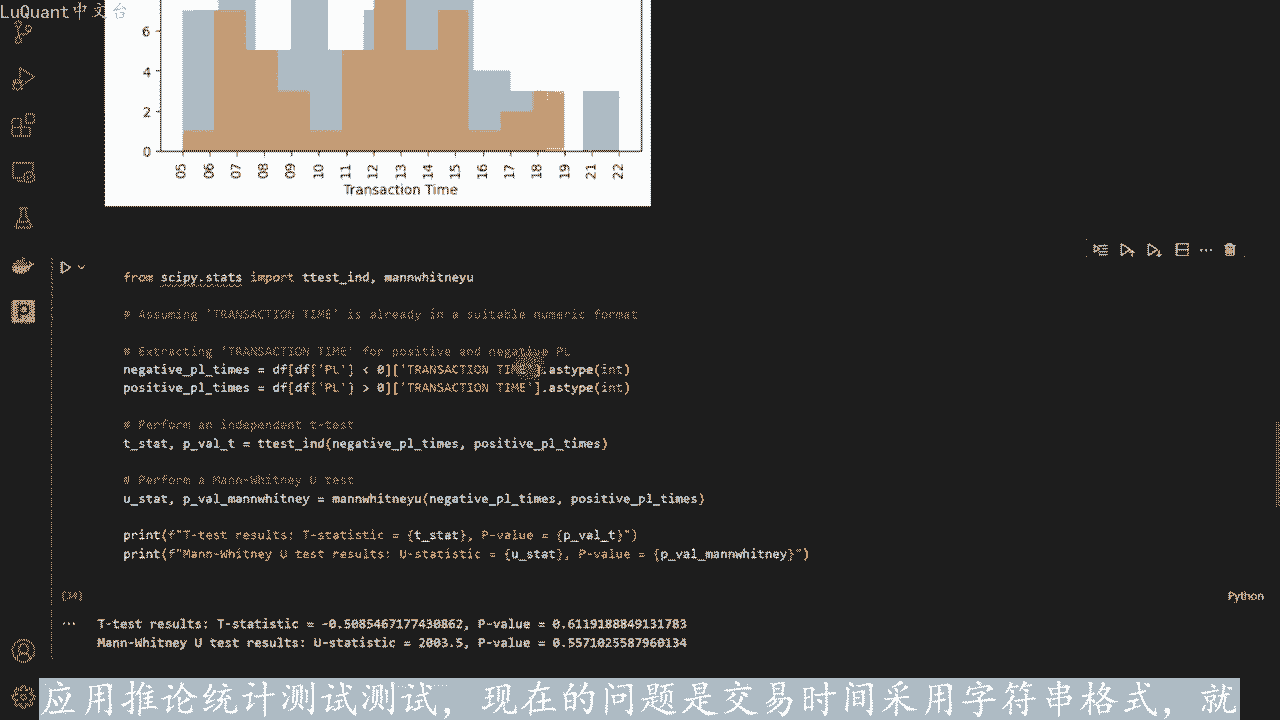 LuQuant中文台
6
4
2
0
05 06 07 08 09 10 11 12 13 14 15 16 17 18 19 21 22
Transaction Time
from scipy.stats import ttest_ind, mannwhitneyu
# Assuming 'TRANSACTION TIME' is already in a suitable numeric format
# Extracting 'TRANSACTION TIME' for positive and negative PL
negative_pl_times = df[df['PL'] < 0]['TRANSACTION TIME'].astype(int)
positive_pl_times = df[df['PL'] > 0]['TRANSACTION TIME'].astype(int)
# Perform an independent t-test
t_stat, p_val_t = ttest_ind(negative_pl_times, positive_pl_times)
# Perform a Mann-Whitney U test
u_stat, p_val_mannwhitney = mannwhitneyu(negative_pl_times, positive_pl_times)
print(f"T-test results: T-statistic = {t_stat}, P-value = {p_val_t}")
print(f"Mann-Whitney U test results: U-statistic = {u_stat}, P-value = {p_val_mannwhitney}")
Python
T-test results: T-statistic = -0.5085467177430862, P-value = 0.6119188849131783
Mann-Whitney U test results: U-statistic = 2003.5, P-value = 0.5571025587960134
应用推论统计测试测试，现在的问题是交易时间采用字符串格式，就